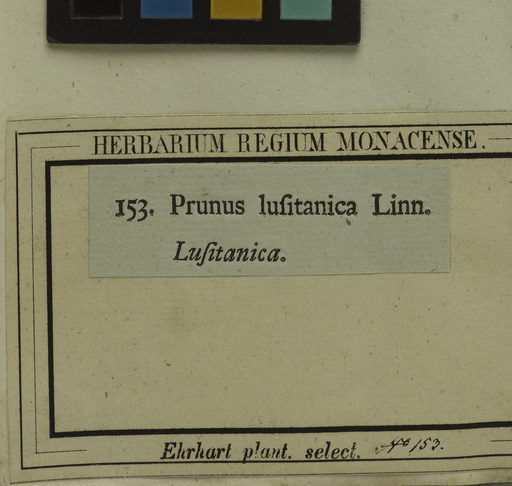 HERBARIUM REGIUM MONACENSE.
153. Prunus luſitanica Linn.
Luſitanica.
Ehrhart plant. select. No 153.